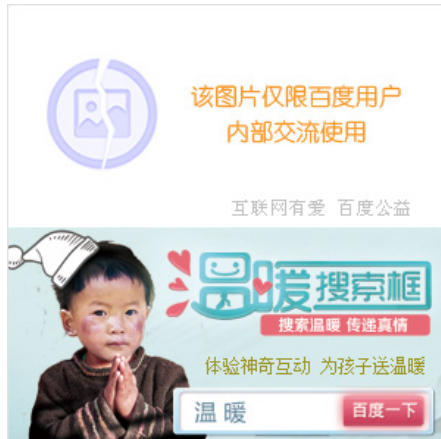 该图片仅限百度用户
内部交流使用
互联网有爱 百度公益
温暖搜索框
搜索温暖 传递真情
体验神奇互动 为孩子送温暖
温暖
百度一下